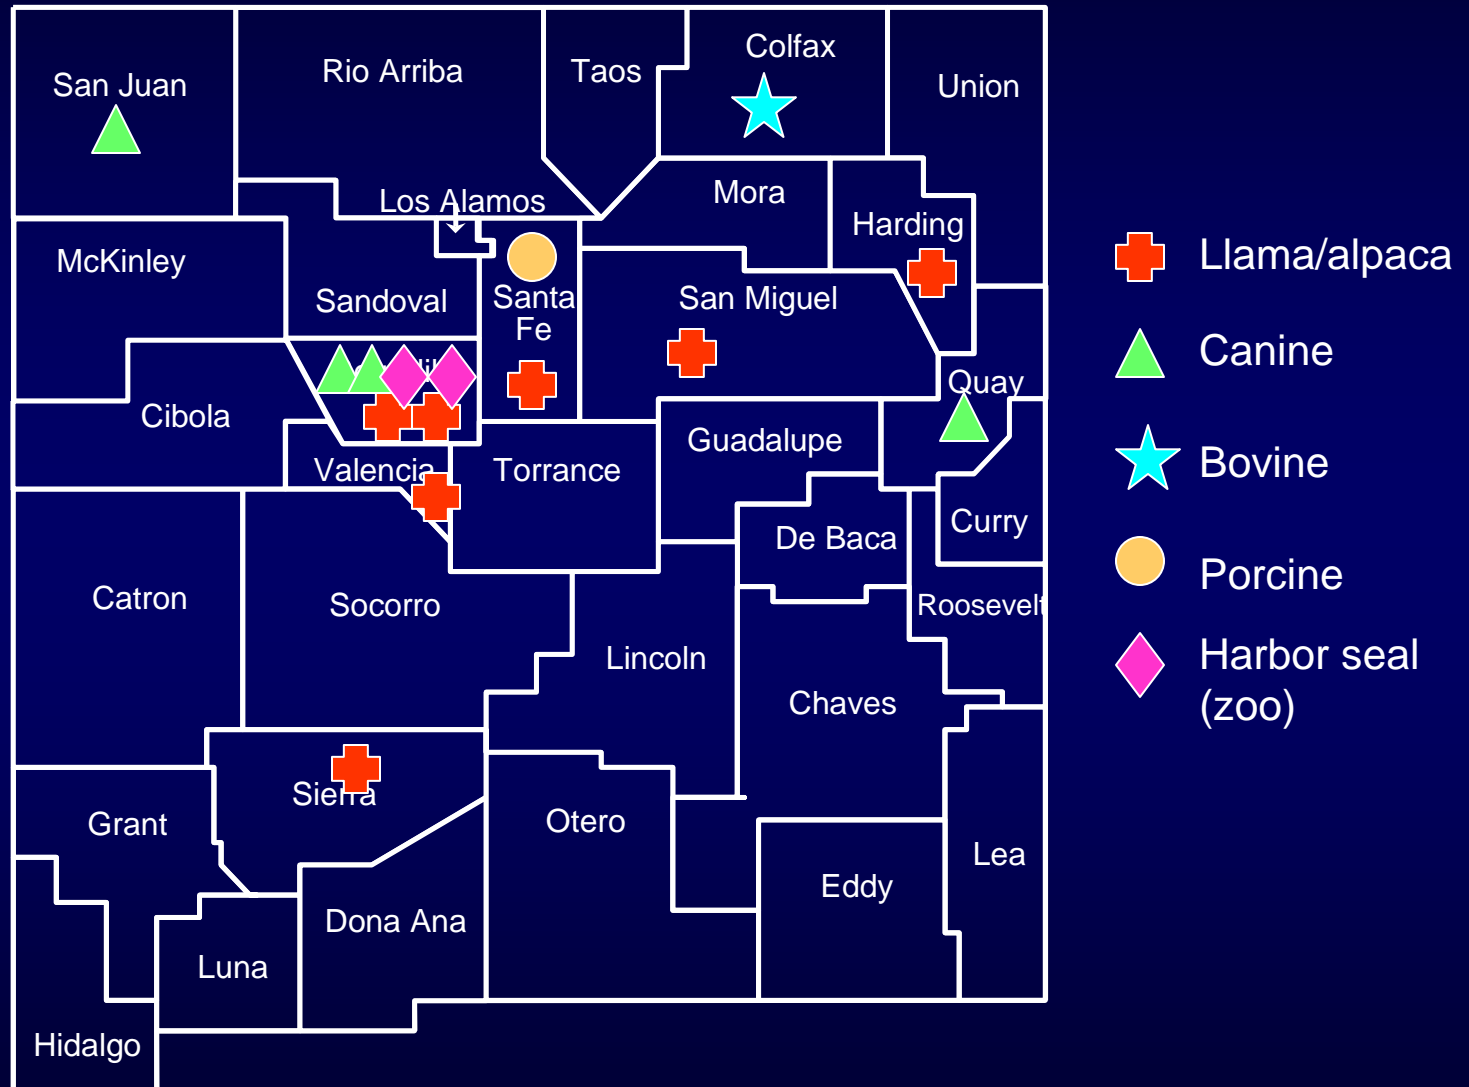 Colfax
Rio Arriba
Taos
San Juan
Union
Mora
Los Alamos
Harding
McKinley
Sandoval
Santa
Fe
San Miguel
Quay
Cibola
Guadalupe
Valencia
Torrance
Curry
De Baca
Catron
Socorro
Roosevelt
Lincoln
Chaves
Sierra
Grant
Otero
Lea
Eddy
Dona Ana
Luna
Hidalgo
Llama/alpaca
Canine
Bovine
Porcine
Harbor seal
(zoo)